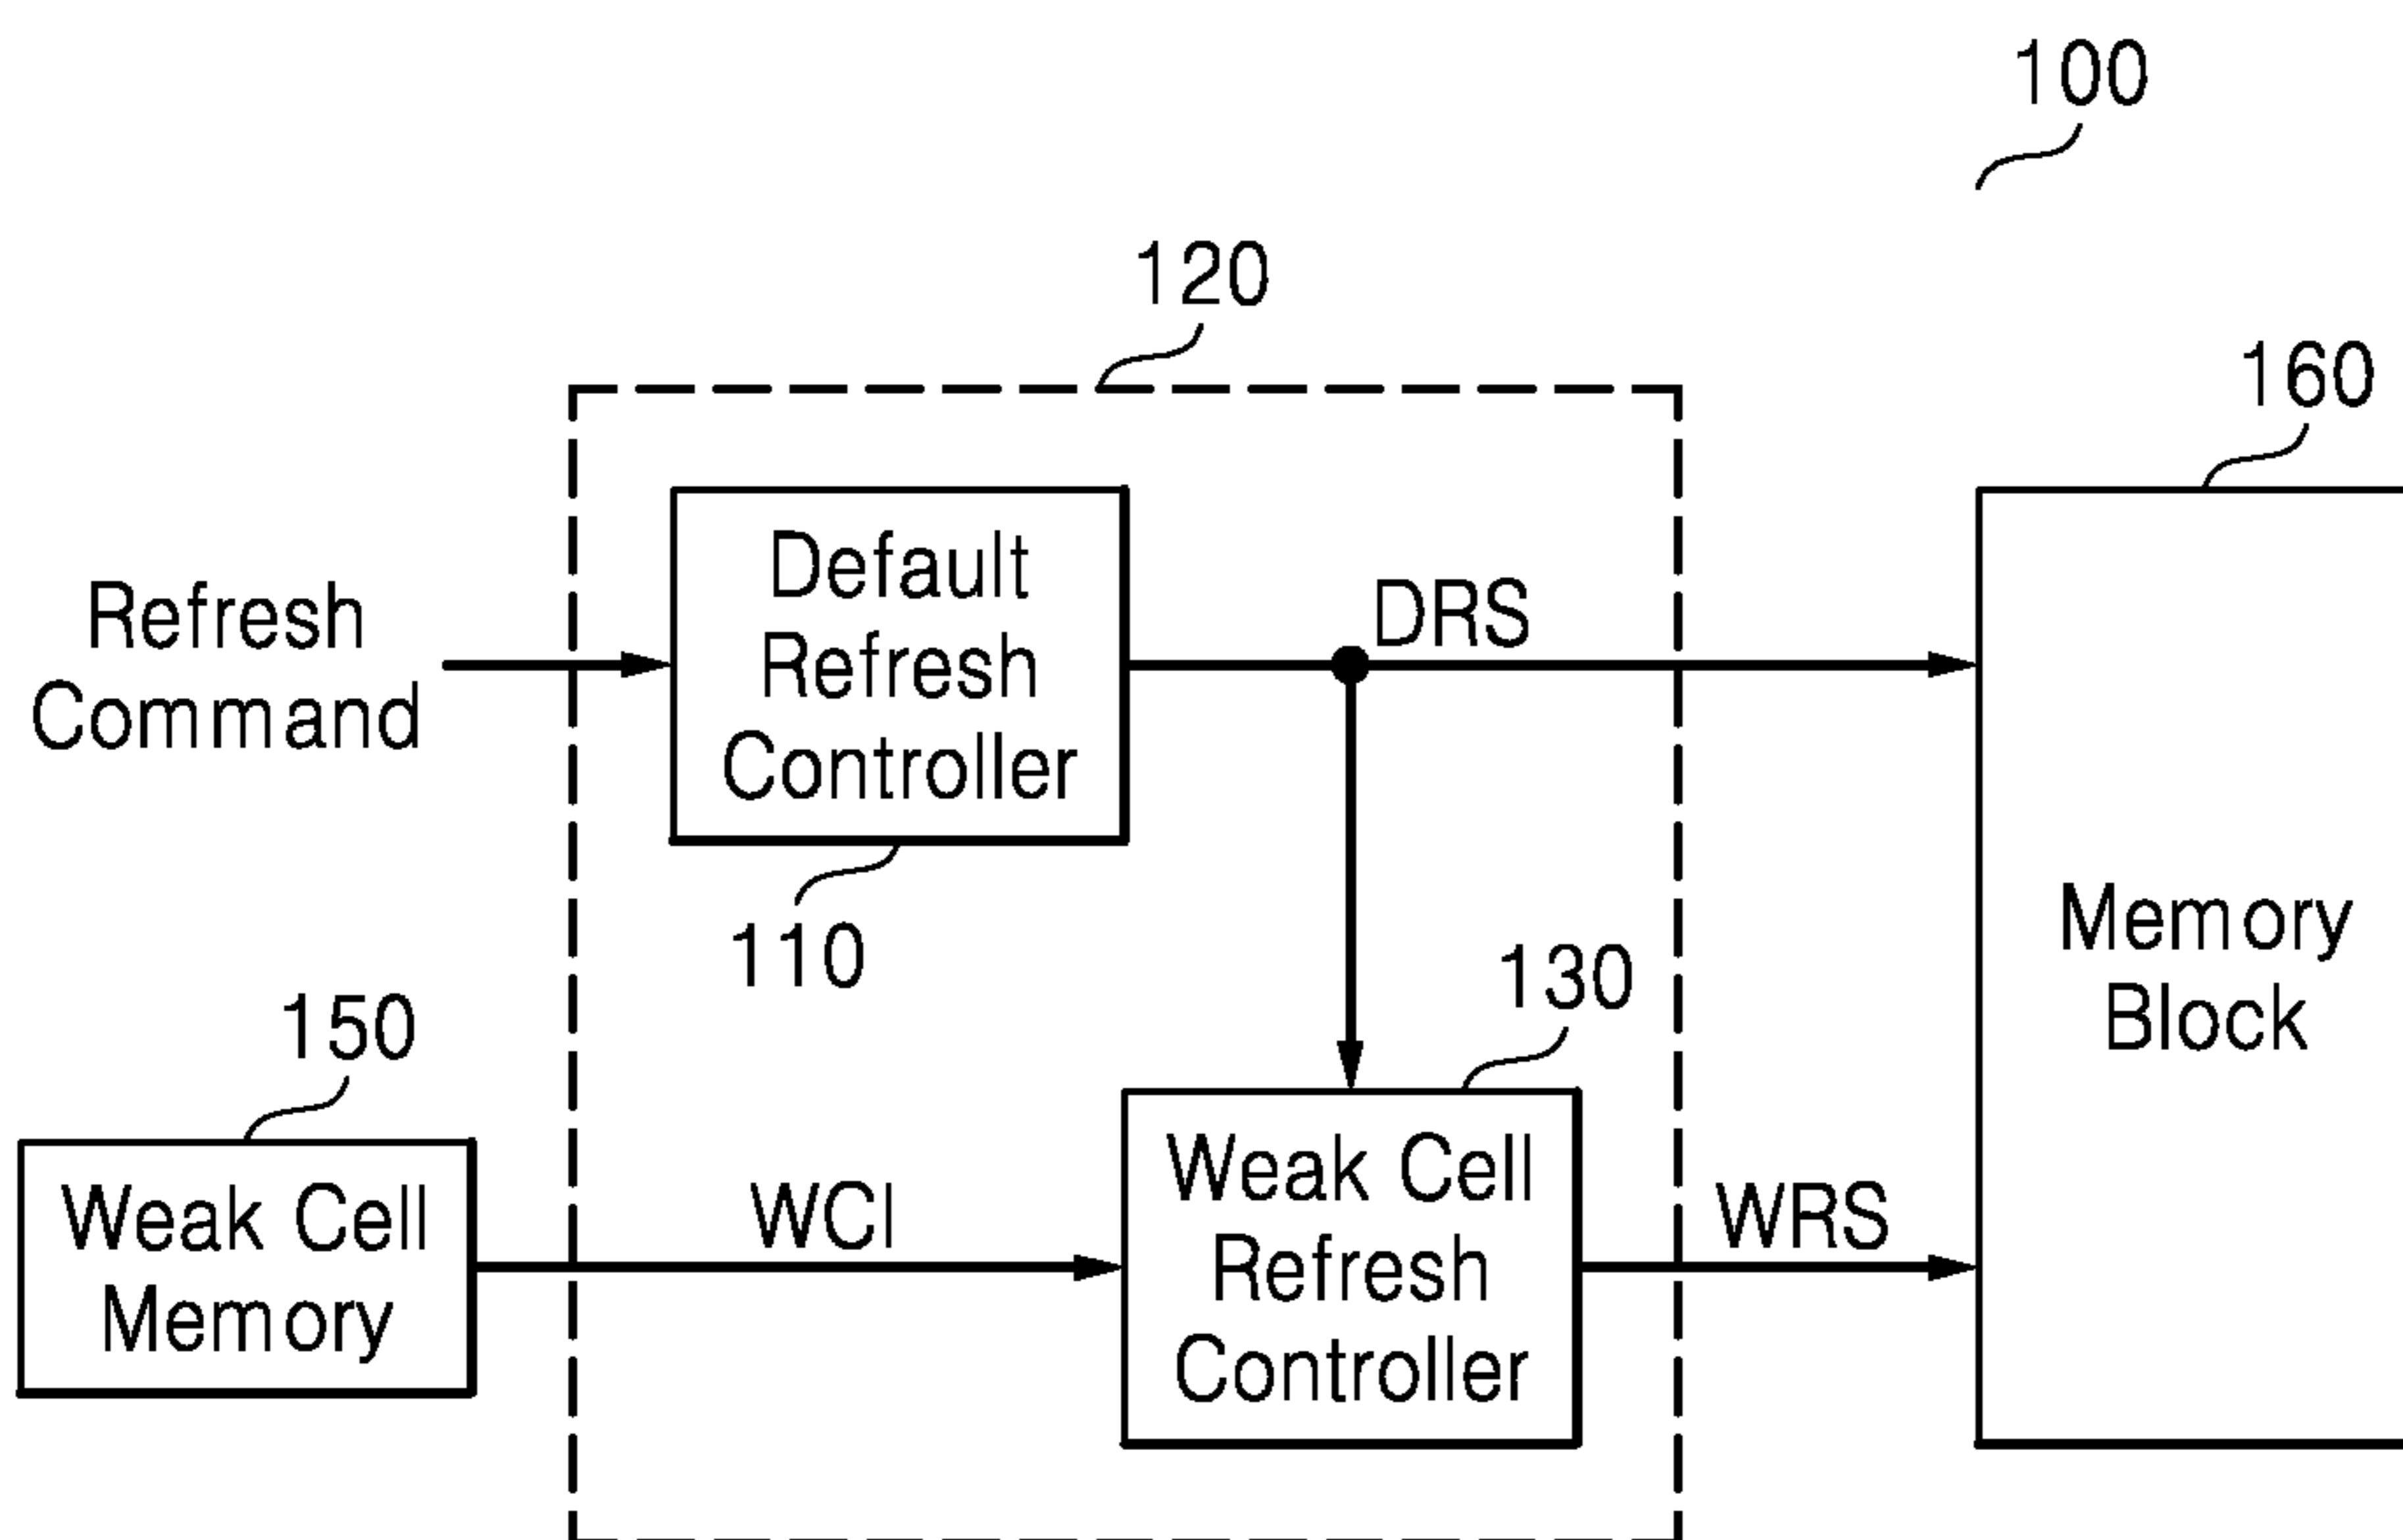 100
120
160
Default
Refresh
Controller
DRS
Refresh
Command
110
130
Memory
Block
150
Weak Cell
Memory
WCI
Weak Cell
Refresh
Controller
WRS